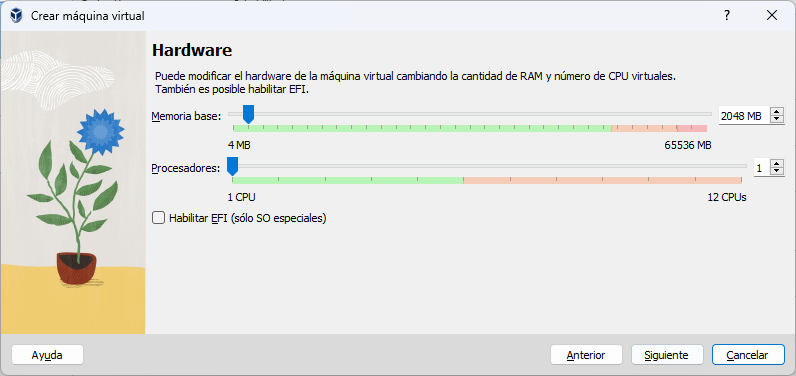 Crear máquina virtual
Hardware
Puede modificar el hardware de la máquina virtual cambiando la cantidad de RAM y número de CPU virtuales.
También es posible habilitar EFI.
Memoria base:
2048 MB
4 MB
65536 MB
Procesadores:
1
1 CPU
12 CPUs
Habilitar EFI (sólo SO especiales)
Ayuda
Anterior
Siguiente
Cancelar